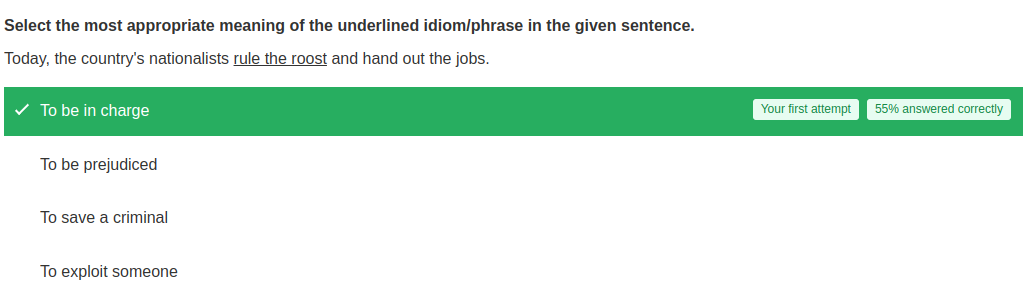 Select the most appropriate meaning of the underlined idiom/phrase in the given sentence.
Today, the country's nationalists rule the roost and hand out the jobs.
To be in charge Your first attempt 55% answered correctly
To be prejudiced
To save a criminal
To exploit someone